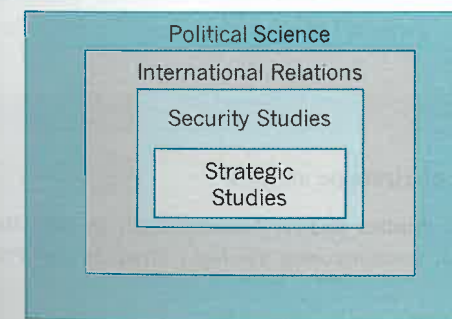 Political Science
International Relations
Security Studies
Strategic
Studies